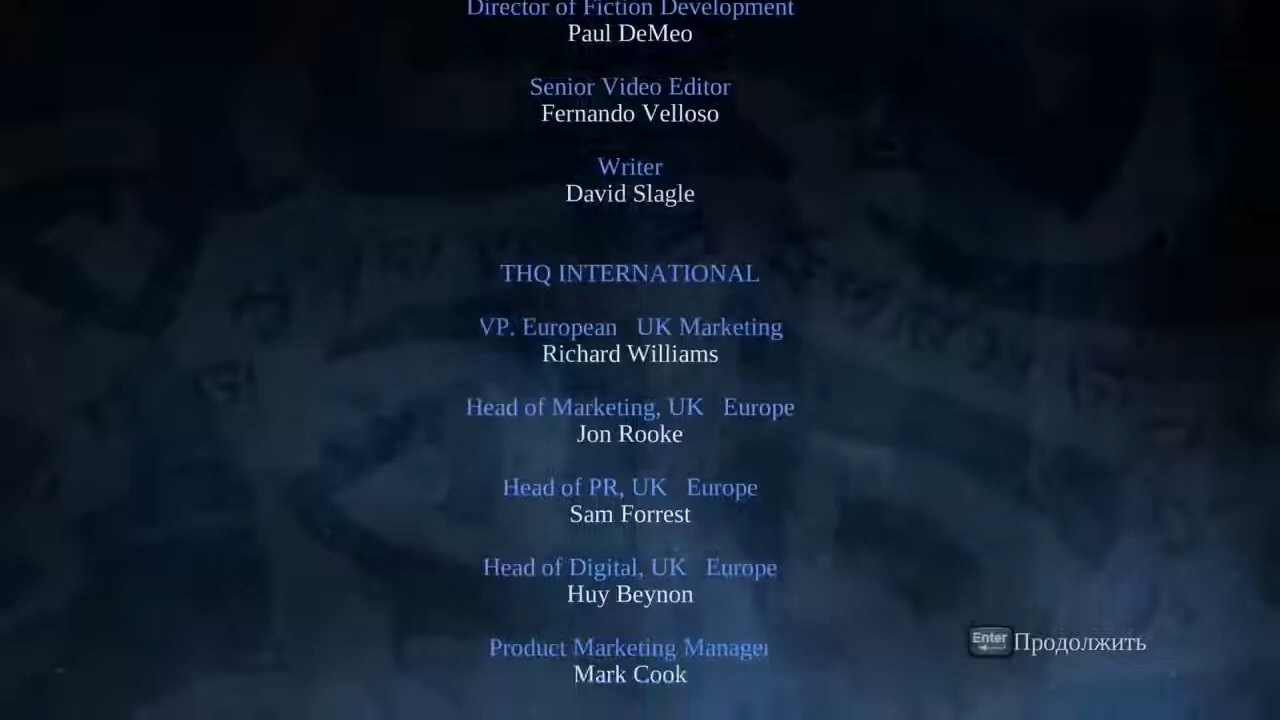 Director of Fiction Development
Paul DeMeo
Senior Video Editor
Fernando Velloso
Writer
David Slagle
THQ INTERNATIONAL
VP. European   UK Marketing
Richard Williams
Head of Marketing, UK   Europe
Jon Rooke
Head of PR, UK   Europe
Sam Forrest
Head of Digital, UK   Europe
Huy Beynon
Product Marketing Manager
Mark Cook
Enter Продолжить